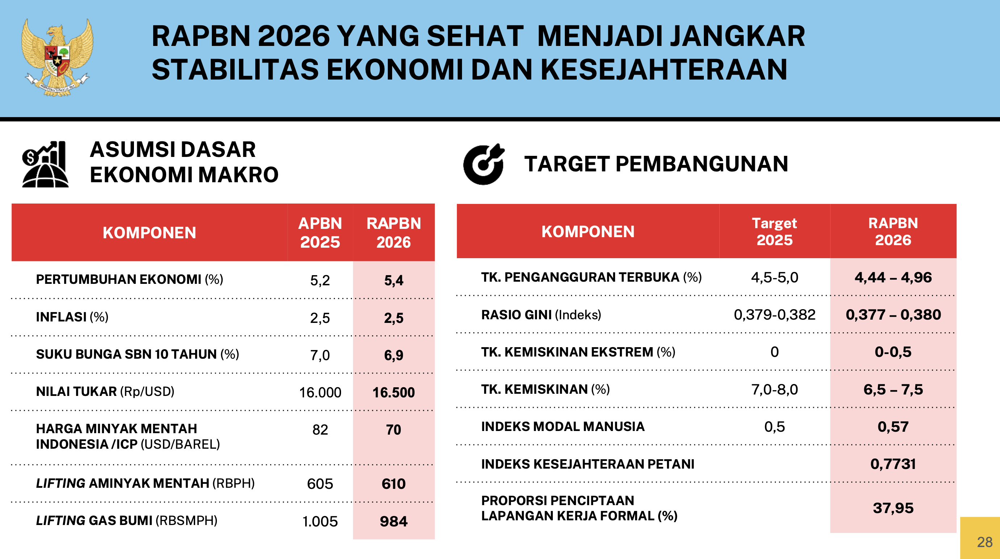 RAPBN 2026 YANG SEHAT MENJADI JANGKAR
STABILITAS EKONOMI DAN KESEJAHTERAAN
ASUMSI DASAR
EKONOMI MAKRO
KOMPONEN
APBN
2025
RAPBN
2026
PERTUMBUHAN EKONOMI (%) 5,2 5,4
INFLASI (%) 2,5 2,5
SUKU BUNGA SBN 10 TAHUN (%) 7,0 6,9
NILAI TUKAR (Rp/USD) 16.000 16.500
HARGA MINYAK MENTAH 82 70
INDONESIA /ICP (USD/BAREL)
LIFTING AMINYAK MENTAH (RBPH) 605 610
LIFTING GAS BUMI (RBSMPH) 1.005 984
TARGET PEMBANGUNAN
KOMPONEN
Target
2025
RAPBN
2026
TK. PENGANGGURAN TERBUKA (%) 4,5-5,0 4,44 – 4,96
RASIO GINI (Indeks) 0,379-0,382 0,377 – 0,380
TK. KEMISKINAN EKSTREM (%) 0 0-0,5
TK. KEMISKINAN (%) 7,0-8,0 6,5 – 7,5
INDEKS MODAL MANUSIA 0,5 0,57
INDEKS KESEJAHTERAAN PETANI 0,7731
PROPORSI PENCIPTAAN
LAPANGAN KERJA FORMAL (%) 37,95
28